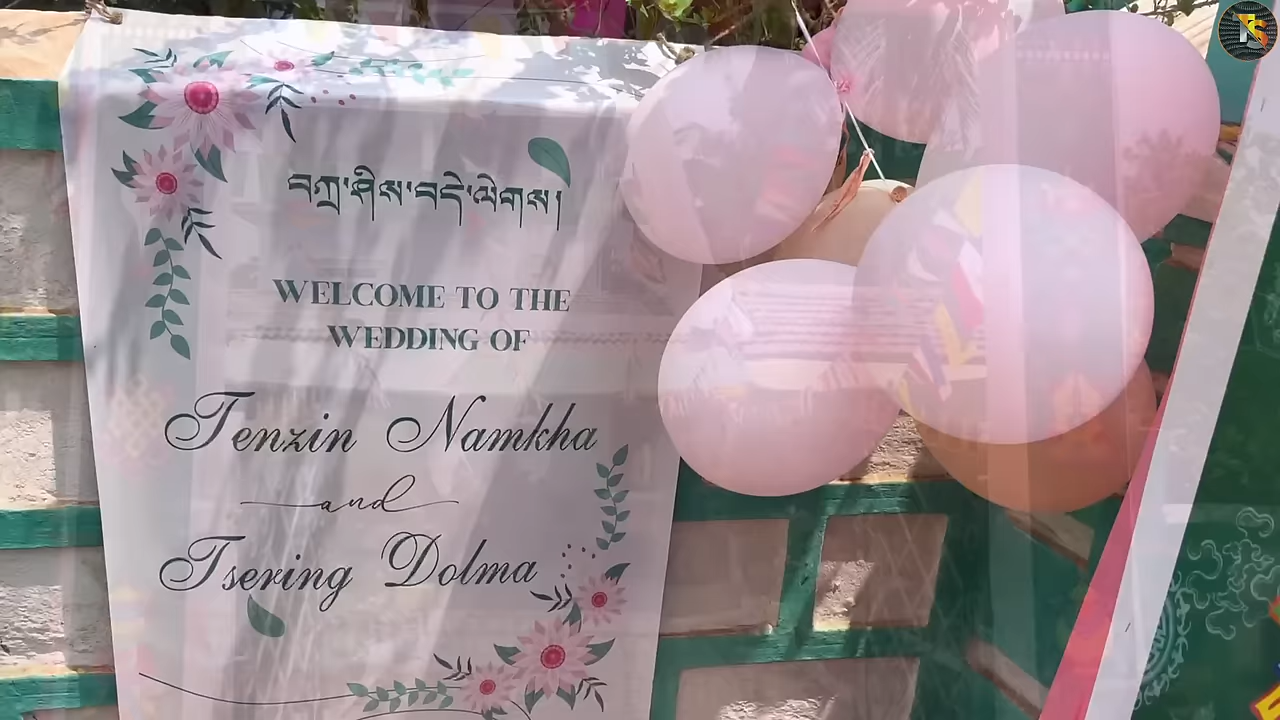 བཀྲ་ཤིས་བདེ་ལེགས།
WELCOME TO THE
WEDDING OF
Tenzin Namkha
and
Tsering Dolma